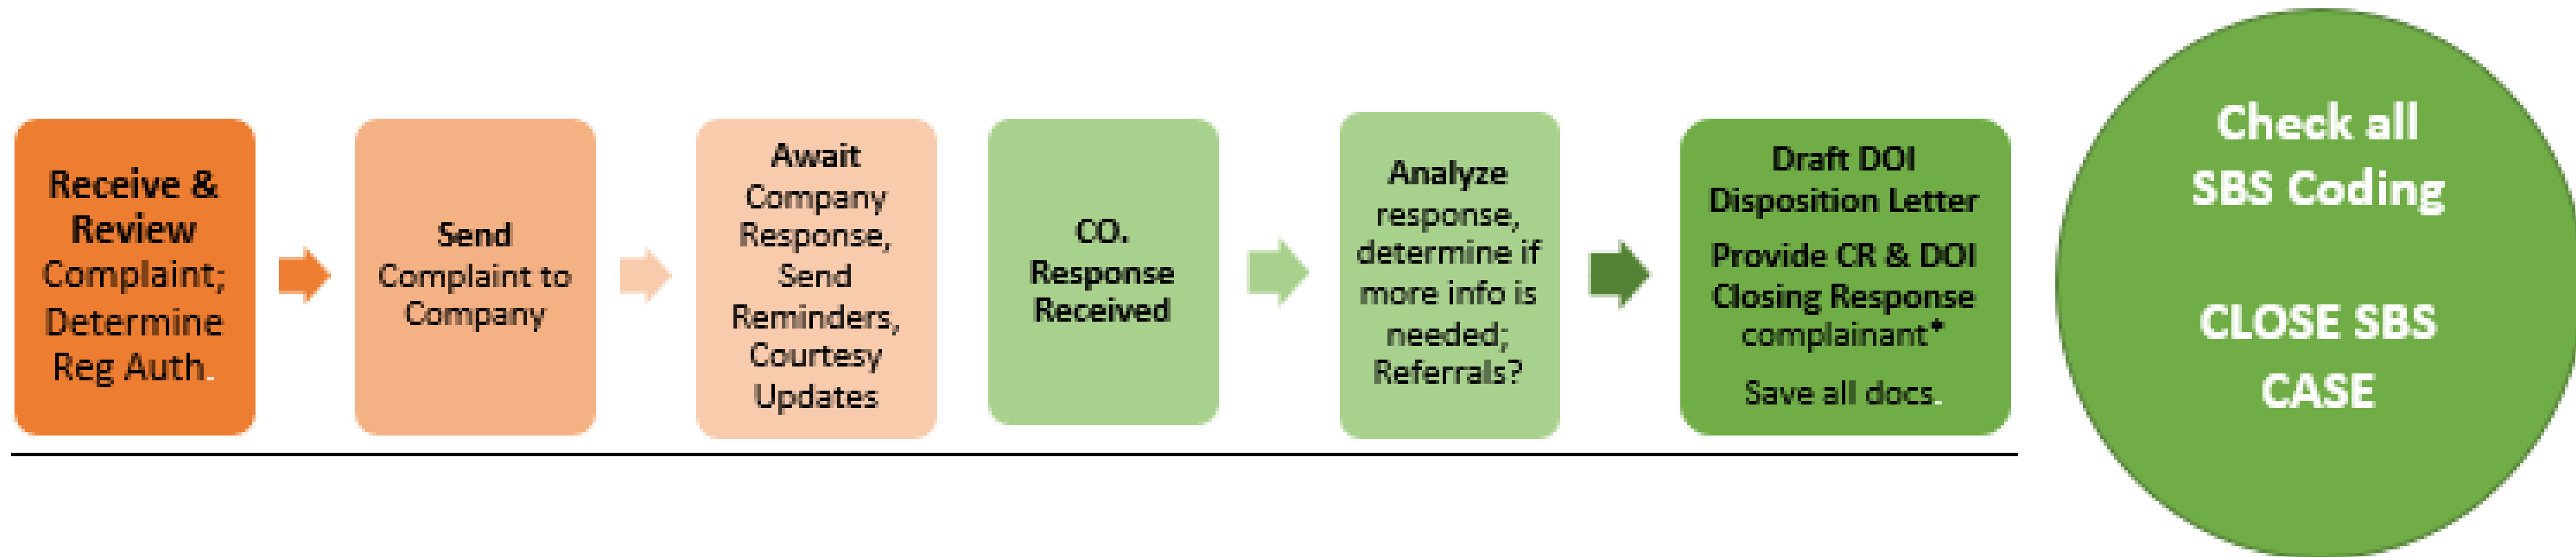 Receive &
Review
Complaint;
Determine
Reg Auth.
Send
Complaint to
Company
Await
Company
Response,
Send
Reminders,
Courtesy
Updates
CO.
Response
Received
Analyze
response,
determine if
more info is
needed;
Referrals?
Draft DOI
Disposition Letter
Provide CR & DOI
Closing Response
complainant*
Save all docs.
Check all
SBS Coding
CLOSE SBS
CASE